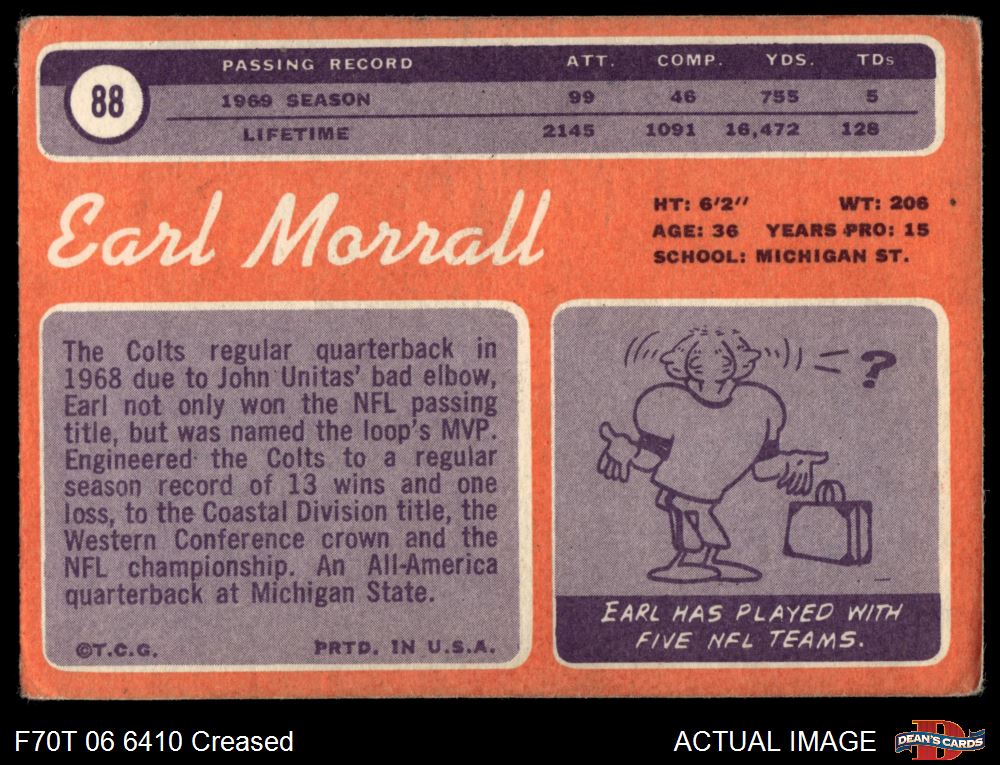 88
PASSING RECORD ATT. COMP. YDS. TDs
1969 SEASON 99 46 755 5
LIFETIME 2145 1091 16,472 128
Earl Morrall
HT: 6'2" WT: 206
AGE: 36 YEARS PRO: 15
SCHOOL: MICHIGAN ST.
The Colts regular quarterback in
1968 due to John Unitas' bad elbow,
Earl not only won the NFL passing
title, but was named the loop's MVP.
Engineered the Colts to a regular
season record of 13 wins and one
loss, to the Coastal Division title, the
Western Conference crown and the
NFL championship. An All-America
quarterback at Michigan State.
©T.C.G. PRTD. IN U.S.A.
?
EARL HAS PLAYED WITH
FIVE NFL TEAMS.
F70T 06 6410 Creased ACTUAL IMAGE
D
DEAN'S CARDS